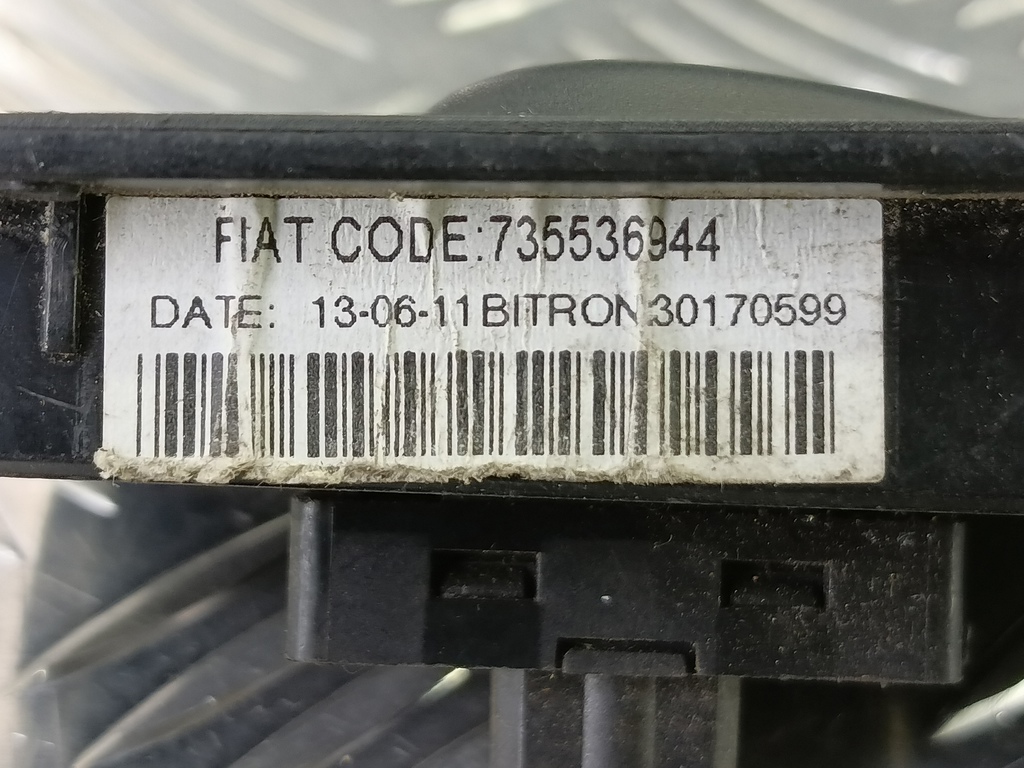 FIAT CODE:735536944
DATE: 13-06-11 BITRON 30170599